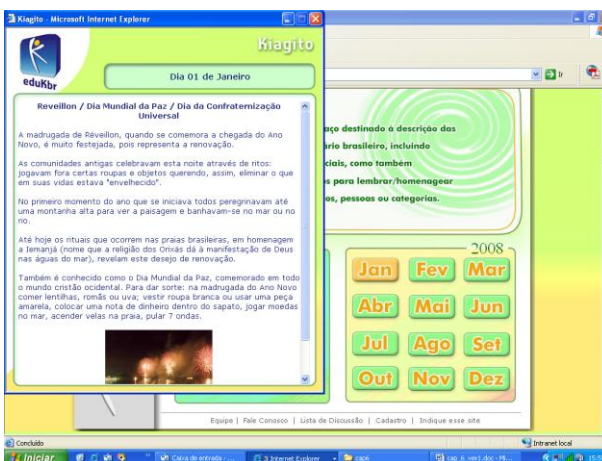 Kiagito - Microsoft Internet Explorer
Kiagito
eduKbr
Dia 01 de Janeiro
Reveillon / Dia Mundial da Paz / Dia da Confraternização
Universal
A madrugada de Réveillon, quando se comemora a chegada do Ano
Novo, é muito festejada, pois representa a renovação.
As comunidades antigas celebravam esta noite através de ritos:
jogavam fora certas roupas e objetos querendo, assim, eliminar o que
em suas vidas estava "envelhecido".
No primeiro momento do ano que se iniciava todos peregrinavam até
uma montanha alta para ver a paisagem e banhavam-se no mar ou no
rio.
Até hoje os rituais que ocorrem nas praias brasileiras, em homenagem
a Iemanjá (nome que a religião dos Orixás dá à manifestação de Deus
nas águas do mar), revelam este desejo de renovação.
Também é conhecido como o Dia Mundial da Paz, comemorado em todo
o mundo cristão ocidental. Para dar sorte: na madrugada do Ano Novo
comer lentilhas, romãs ou uva; vestir roupa branca ou usar uma peça
amarela, colocar uma nota de dinheiro dentro do sapato, jogar moedas
no mar, acender velas na praia, pular 7 ondas.
Ir
aço destinado à descrição das
ário brasileiro, incluindo
ciais, como também
s para lembrar/homenagear
os, pessoas ou categorias.
2008
Jan Fev Mar
Abr Mai Jun
Jul Ago Set
Out Nov Dez
Equipe | Fale Conosco | Lista de Discussão | Cadastro | Indique esse site
Concluído
Intranet local
Iniciar
Caixa de entrada - ...
3 Internet Explorer
cap6
cap_6_ver1.doc - Mi...